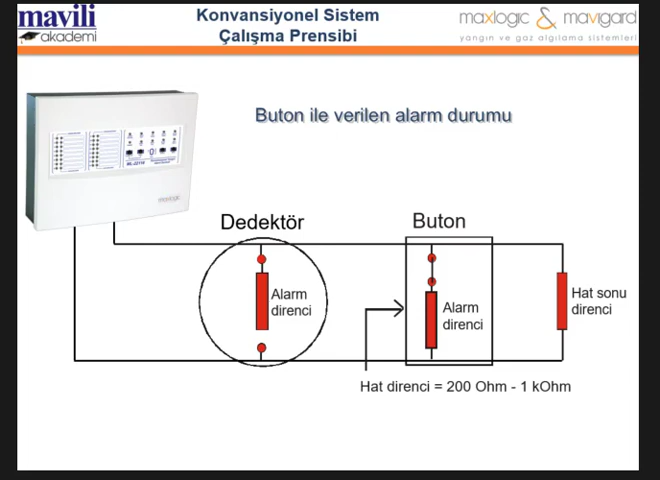 mavili
akademi
Konvansiyonel Sistem
Çalışma Prensibi
maxlogic & mavigard
yangın ve gaz algılama sistemleri
Buton ile verilen alarm durumu
Dedektör
Buton
Alarm
direnci
Alarm
direnci
Hat sonu
direnci
Hat direnci = 200 Ohm - 1 kOhm